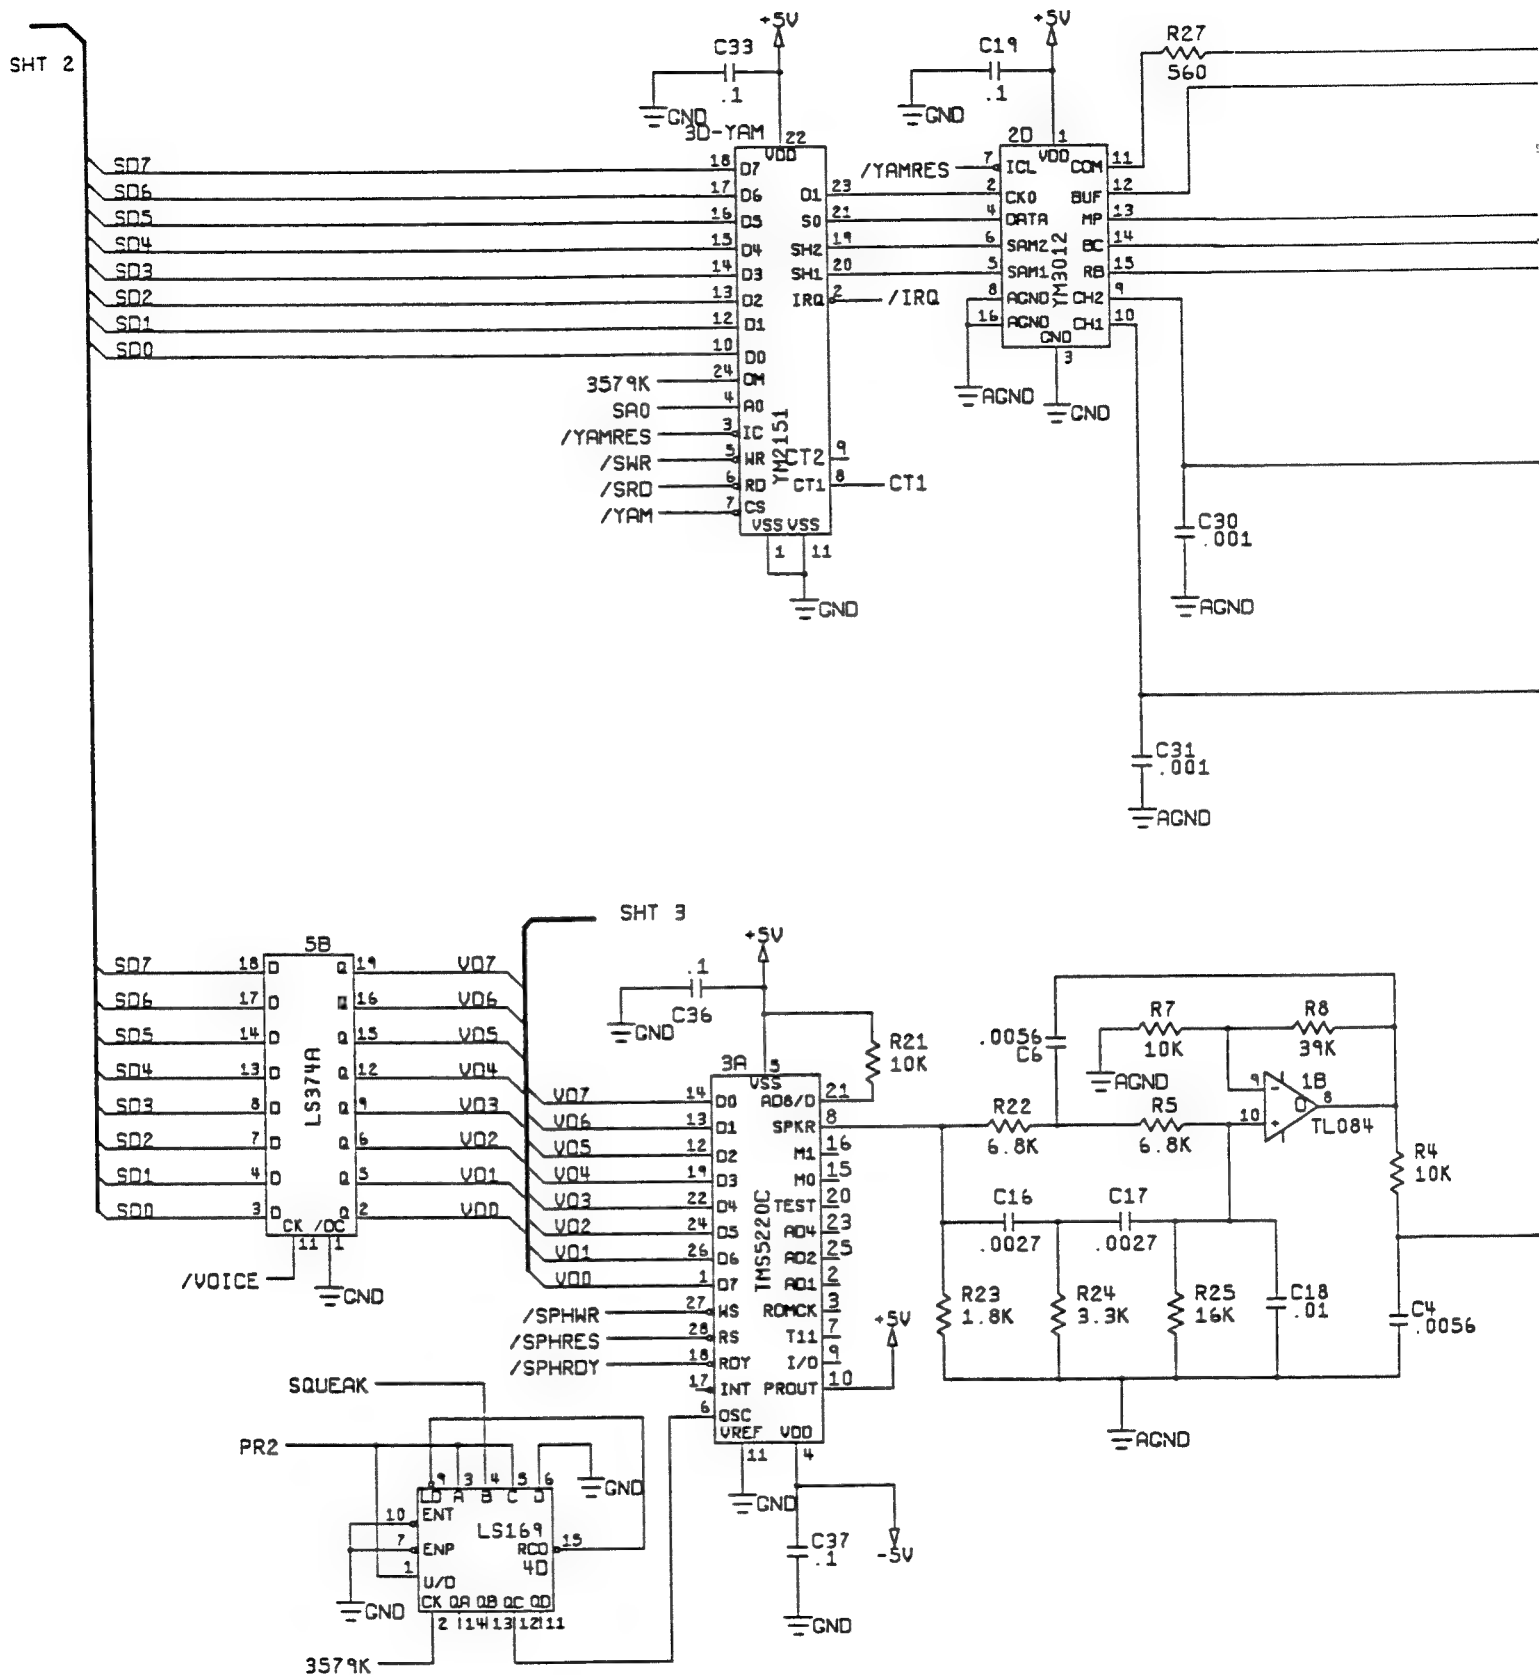 SHT 2
+5V
C33
.1
GND
3D-YAM
22
VDD
SD7
SD6
SD5
SD4
SD3
SD2
SD1
SD0
18 D7
17 D6
16 D5
15 D4
14 D3
13 D2
12 D1
10 D0
3579K 24 OM
SA0 4 A0
/YAMRES 3 IC
/SWR 5 WR
/SRD 6 RD
/YAM 7 CS
YM2151
O1 23
SO 21
SH2 19
SH1 20
IRQ 2 /IRQ
CT2 9
CT1 8 CT1
VSS VSS
1 11
GND
+5V
C19
.1
GND
2D
1
VDD
/YAMRES 7 ICL
2 CKO
4 DATA
6 SAM2
5 SAM1
8 AGND
16 AGND
YM3012
COM 11
BUF 12
MP 13
BC 14
RB 15
CH2 9
CH1 10
GND
3
AGND
GND
R27
560
C30
.001
AGND
C31
.001
AGND
SHT 3
5B
SD7 18 D Q 19 VD7
SD6 17 D Q 16 VD6
SD5 14 D Q 15 VD5
SD4 13 D Q 12 VD4
SD3 8 D Q 9 VD3
SD2 7 D Q 6 VD2
SD1 4 D Q 5 VD1
SD0 3 D Q 2 VD0
LS374A
CK /OC
11 1
/VOICE
GND
+5V
.1
C36
GND
R21
10K
3A
5
VSS
VD7 14 D0
VD6 13 D1
VD5 12 D2
VD4 19 D3
VD3 22 D4
VD2 24 D5
VD1 26 D6
VD0 1 D7
/SPHWR 27 WS
/SPHRES 28 RS
/SPHRDY 18 RDY
17 INT
6 OSC
TMS5220C
AD8/D 21
SPKR 8
M1 16
M0 15
TEST 20
AD4 23
AD2 25
AD1 2
ROMCK 3
T11 7
I/O 9
PROUT 10
+5V
VREF VDD
11 4
GND
C37
.1
-5V
GND
.0056
C6
R7
10K
R8
39K
AGND
R22
6.8K
R5
6.8K
9 -
10 +
1B
O
8
TL084
R4
10K
C16
.0027
C17
.0027
R23
1.8K
R24
3.3K
R25
16K
C18
.01
C4
.0056
AGND
SQUEAK
PR2
9 3 4 5 6
LD A B C D
GND
10 ENT
7 ENP
1 U/D
LS169
RCO 15
4D
CK QA QB QC QD
2 14 13 12 11
GND
3579K